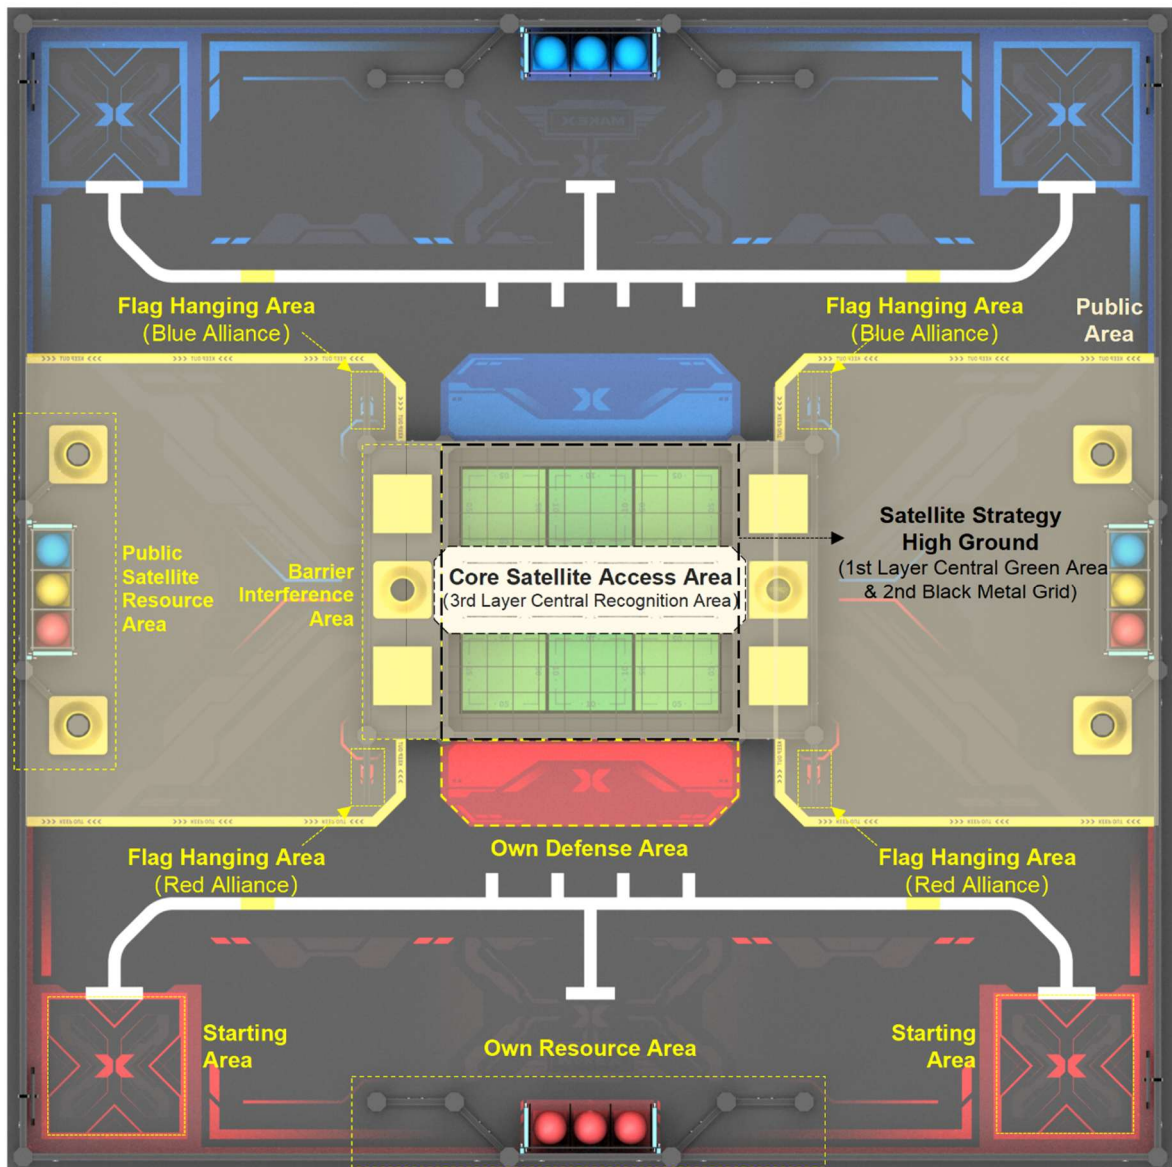 Flag Hanging Area
(Blue Alliance)
Flag Hanging Area
(Blue Alliance)
Public
Area
Satellite Strategy
High Ground
(1st Layer Central Green Area
& 2nd Black Metal Grid)
Public
Satellite
Resource
Area
Barrier
Interference
Area
Core Satellite Access Area
(3rd Layer Central Recognition Area)
Flag Hanging Area
(Red Alliance)
Own Defense Area
Flag Hanging Area
(Red Alliance)
Starting
Area
Own Resource Area
Starting
Area